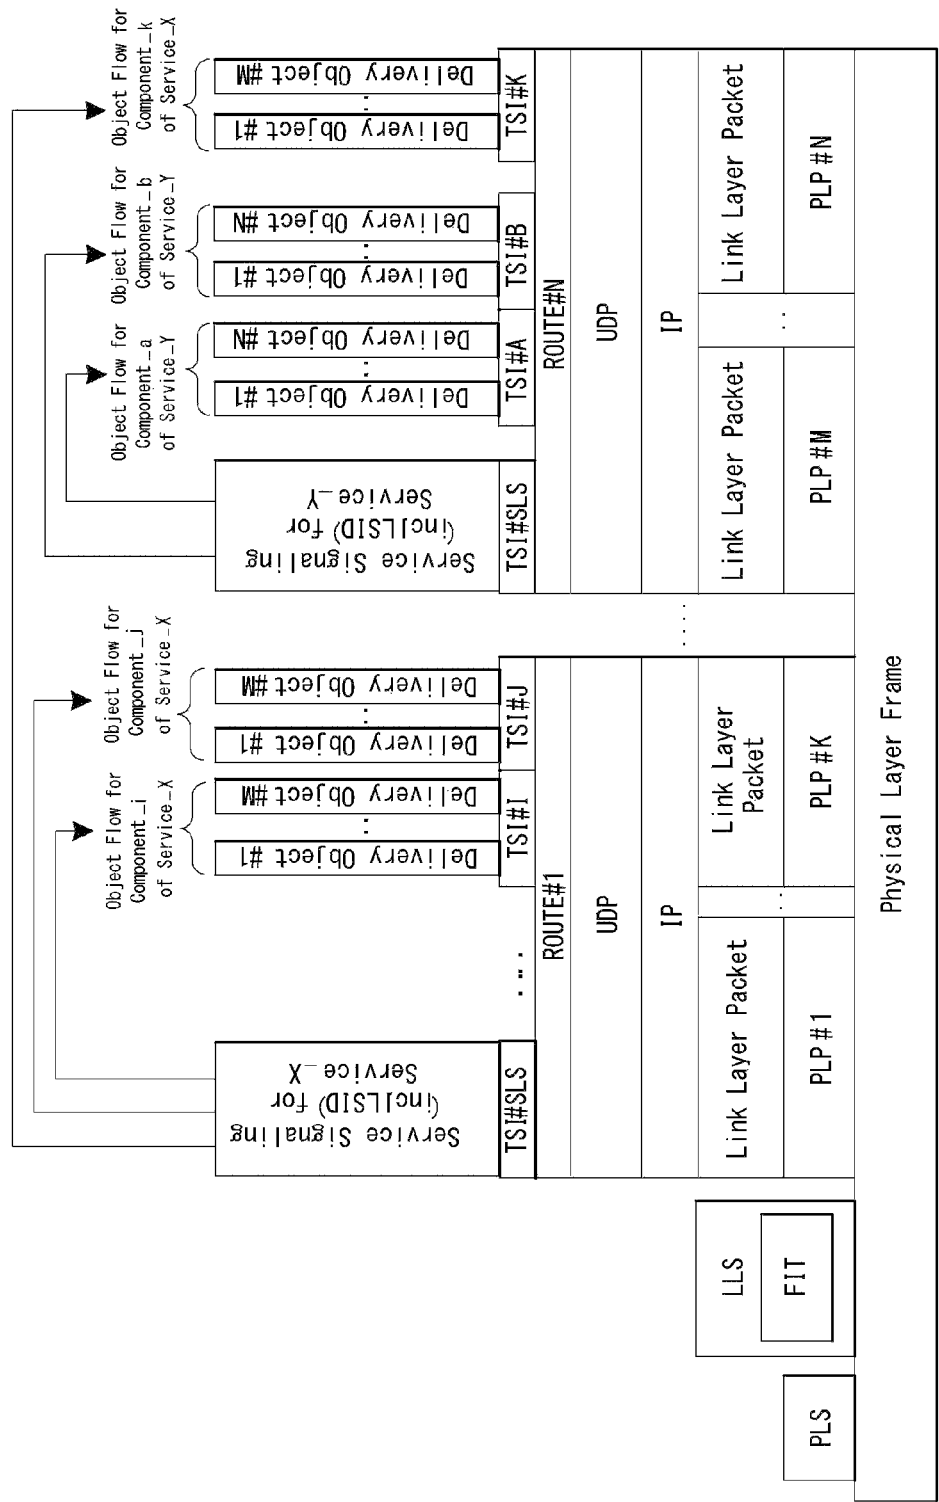 Object Flow for
Component_i
of Service_X
Object Flow for
Component_j
of Service_X
Object Flow for
Component_a
of Service_Y
Object Flow for
Component_b
of Service_Y
Object Flow for
Component_k
of Service_X
Service Signaling
(inclLSID) for
Service_X
Delivery Object #1
...
Delivery Object #M
Delivery Object #1
...
Delivery Object #M
Service Signaling
(inclLSID) for
Service_Y
Delivery Object #1
...
Delivery Object #N
Delivery Object #1
...
Delivery Object #N
Delivery Object #1
...
Delivery Object #M
TSI#SLS
...
TSI#I
TSI#J
TSI#SLS
TSI#A
TSI#B
TSI#K
ROUTE#1
ROUTE#N
UDP
UDP
IP
....
IP
LLS
FIT
Link Layer Packet
...
Link Layer
Packet
Link Layer Packet
...
Link Layer Packet
PLS
PLP #1
PLP #K
PLP #M
PLP #N
Physical Layer Frame